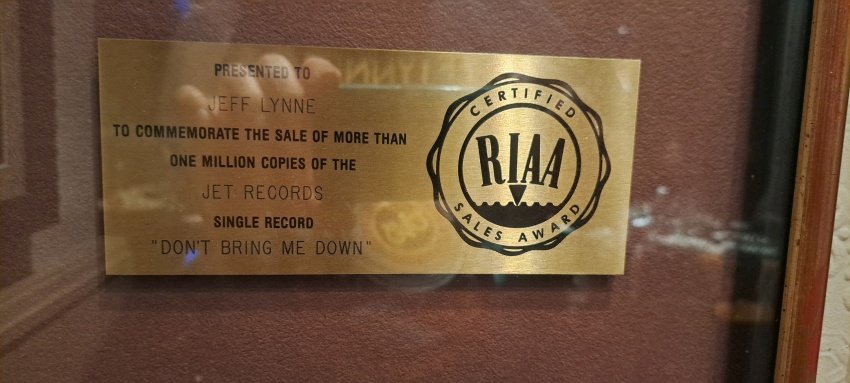 PRESENTED TO
JEFF LYNNE
TO COMMEMORATE THE SALE OF MORE THAN
ONE MILLION COPIES OF THE
JET RECORDS
SINGLE RECORD
"DON'T BRING ME DOWN"
CERTIFIED
RIAA
SALES AWARD